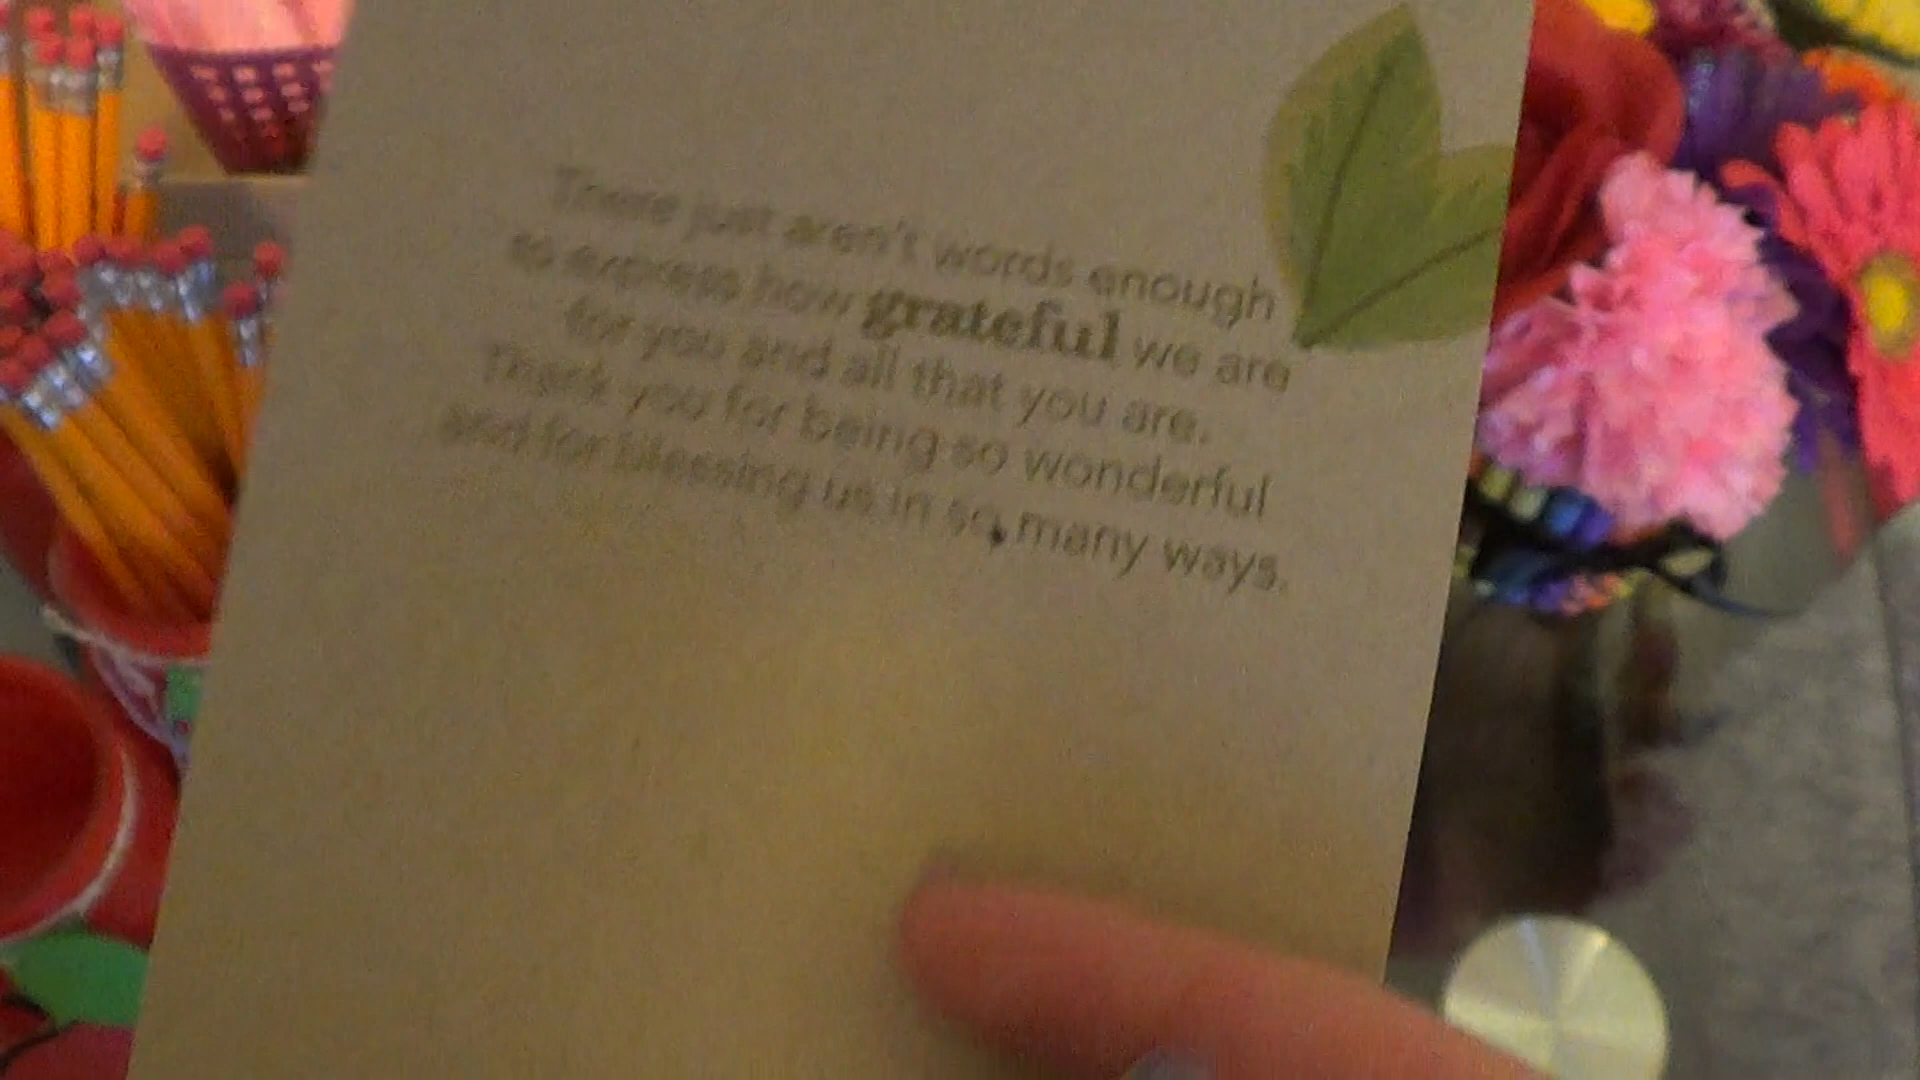 There just aren't words enough
to express how grateful we are
for you and all that you are.
Thank you for being so wonderful
and for blessing us in so many ways.